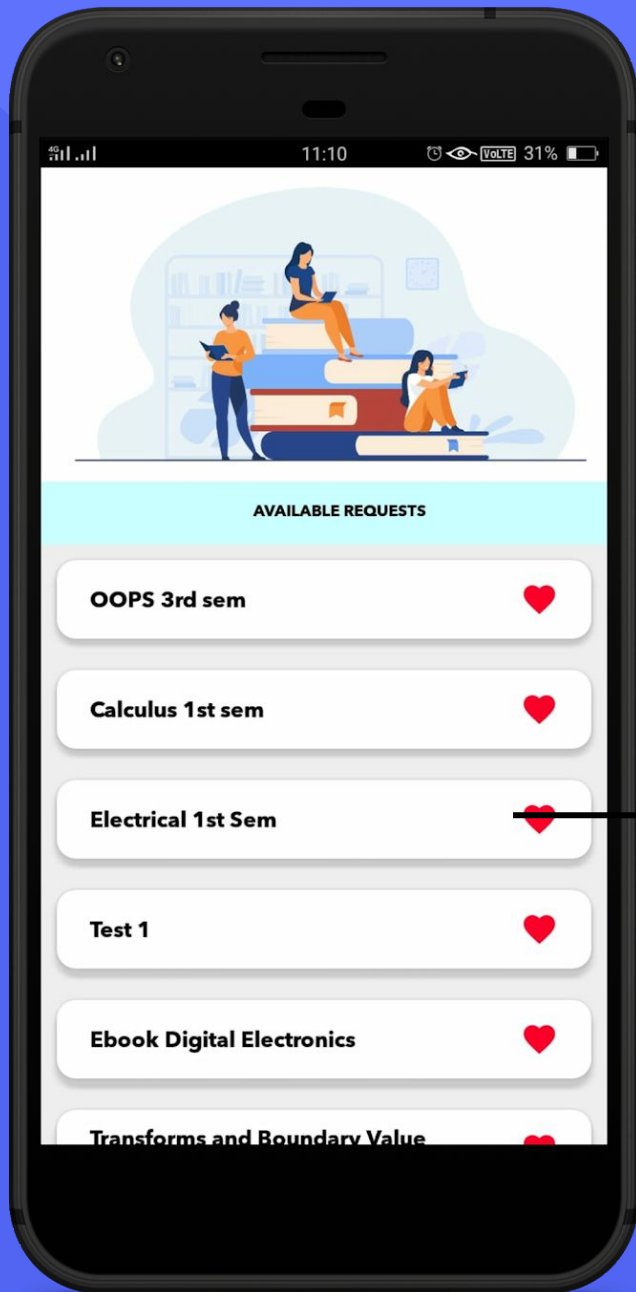 4G
11:10
VoLTE 31%
AVAILABLE REQUESTS
OOPS 3rd sem
Calculus 1st sem
Electrical 1st Sem
Test 1
Ebook Digital Electronics
Transforms and Boundary Value